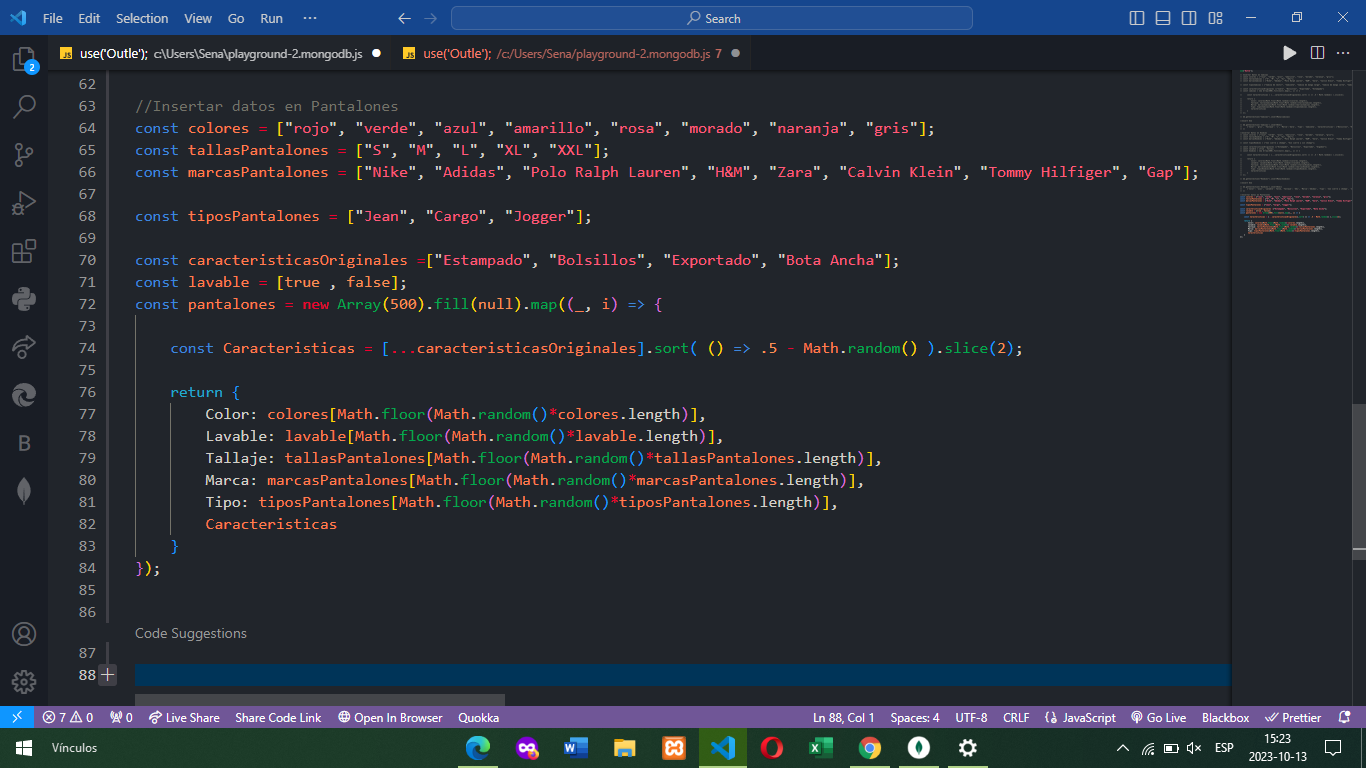 File Edit Selection View Go Run ··· Search
use('Outle'); c:\Users\Sena\playground-2.mongodb.js use('Outle'); /c:/Users/Sena/playground-2.mongodb.js 7
2
62
63 //Insertar datos en Pantalones
64 const colores = ["rojo", "verde", "azul", "amarillo", "rosa", "morado", "naranja", "gris"];
65 const tallasPantalones = ["S", "M", "L", "XL", "XXL"];
66 const marcasPantalones = ["Nike", "Adidas", "Polo Ralph Lauren", "H&M", "Zara", "Calvin Klein", "Tommy Hilfiger", "Gap"];
67
68 const tiposPantalones = ["Jean", "Cargo", "Jogger"];
69
70 const caracteristicasOriginales =["Estampado", "Bolsillos", "Exportado", "Bota Ancha"];
71 const lavable = [true , false];
72 const pantalones = new Array(500).fill(null).map((_, i) => {
73
74 const Caracteristicas = [...caracteristicasOriginales].sort( () => .5 - Math.random() ).slice(2);
75
76 return {
77 Color: colores[Math.floor(Math.random()*colores.length)],
78 Lavable: lavable[Math.floor(Math.random()*lavable.length)],
79 Tallaje: tallasPantalones[Math.floor(Math.random()*tallasPantalones.length)],
80 Marca: marcasPantalones[Math.floor(Math.random()*marcasPantalones.length)],
81 Tipo: tiposPantalones[Math.floor(Math.random()*tiposPantalones.length)],
82 Caracteristicas
83 }
84 });
85
86
Code Suggestions
87
88
7 0 0 Live Share Share Code Link Open In Browser Quokka Ln 88, Col 1 Spaces: 4 UTF-8 CRLF JavaScript Go Live Blackbox Prettier
Vínculos ESP 15:23
2023-10-13